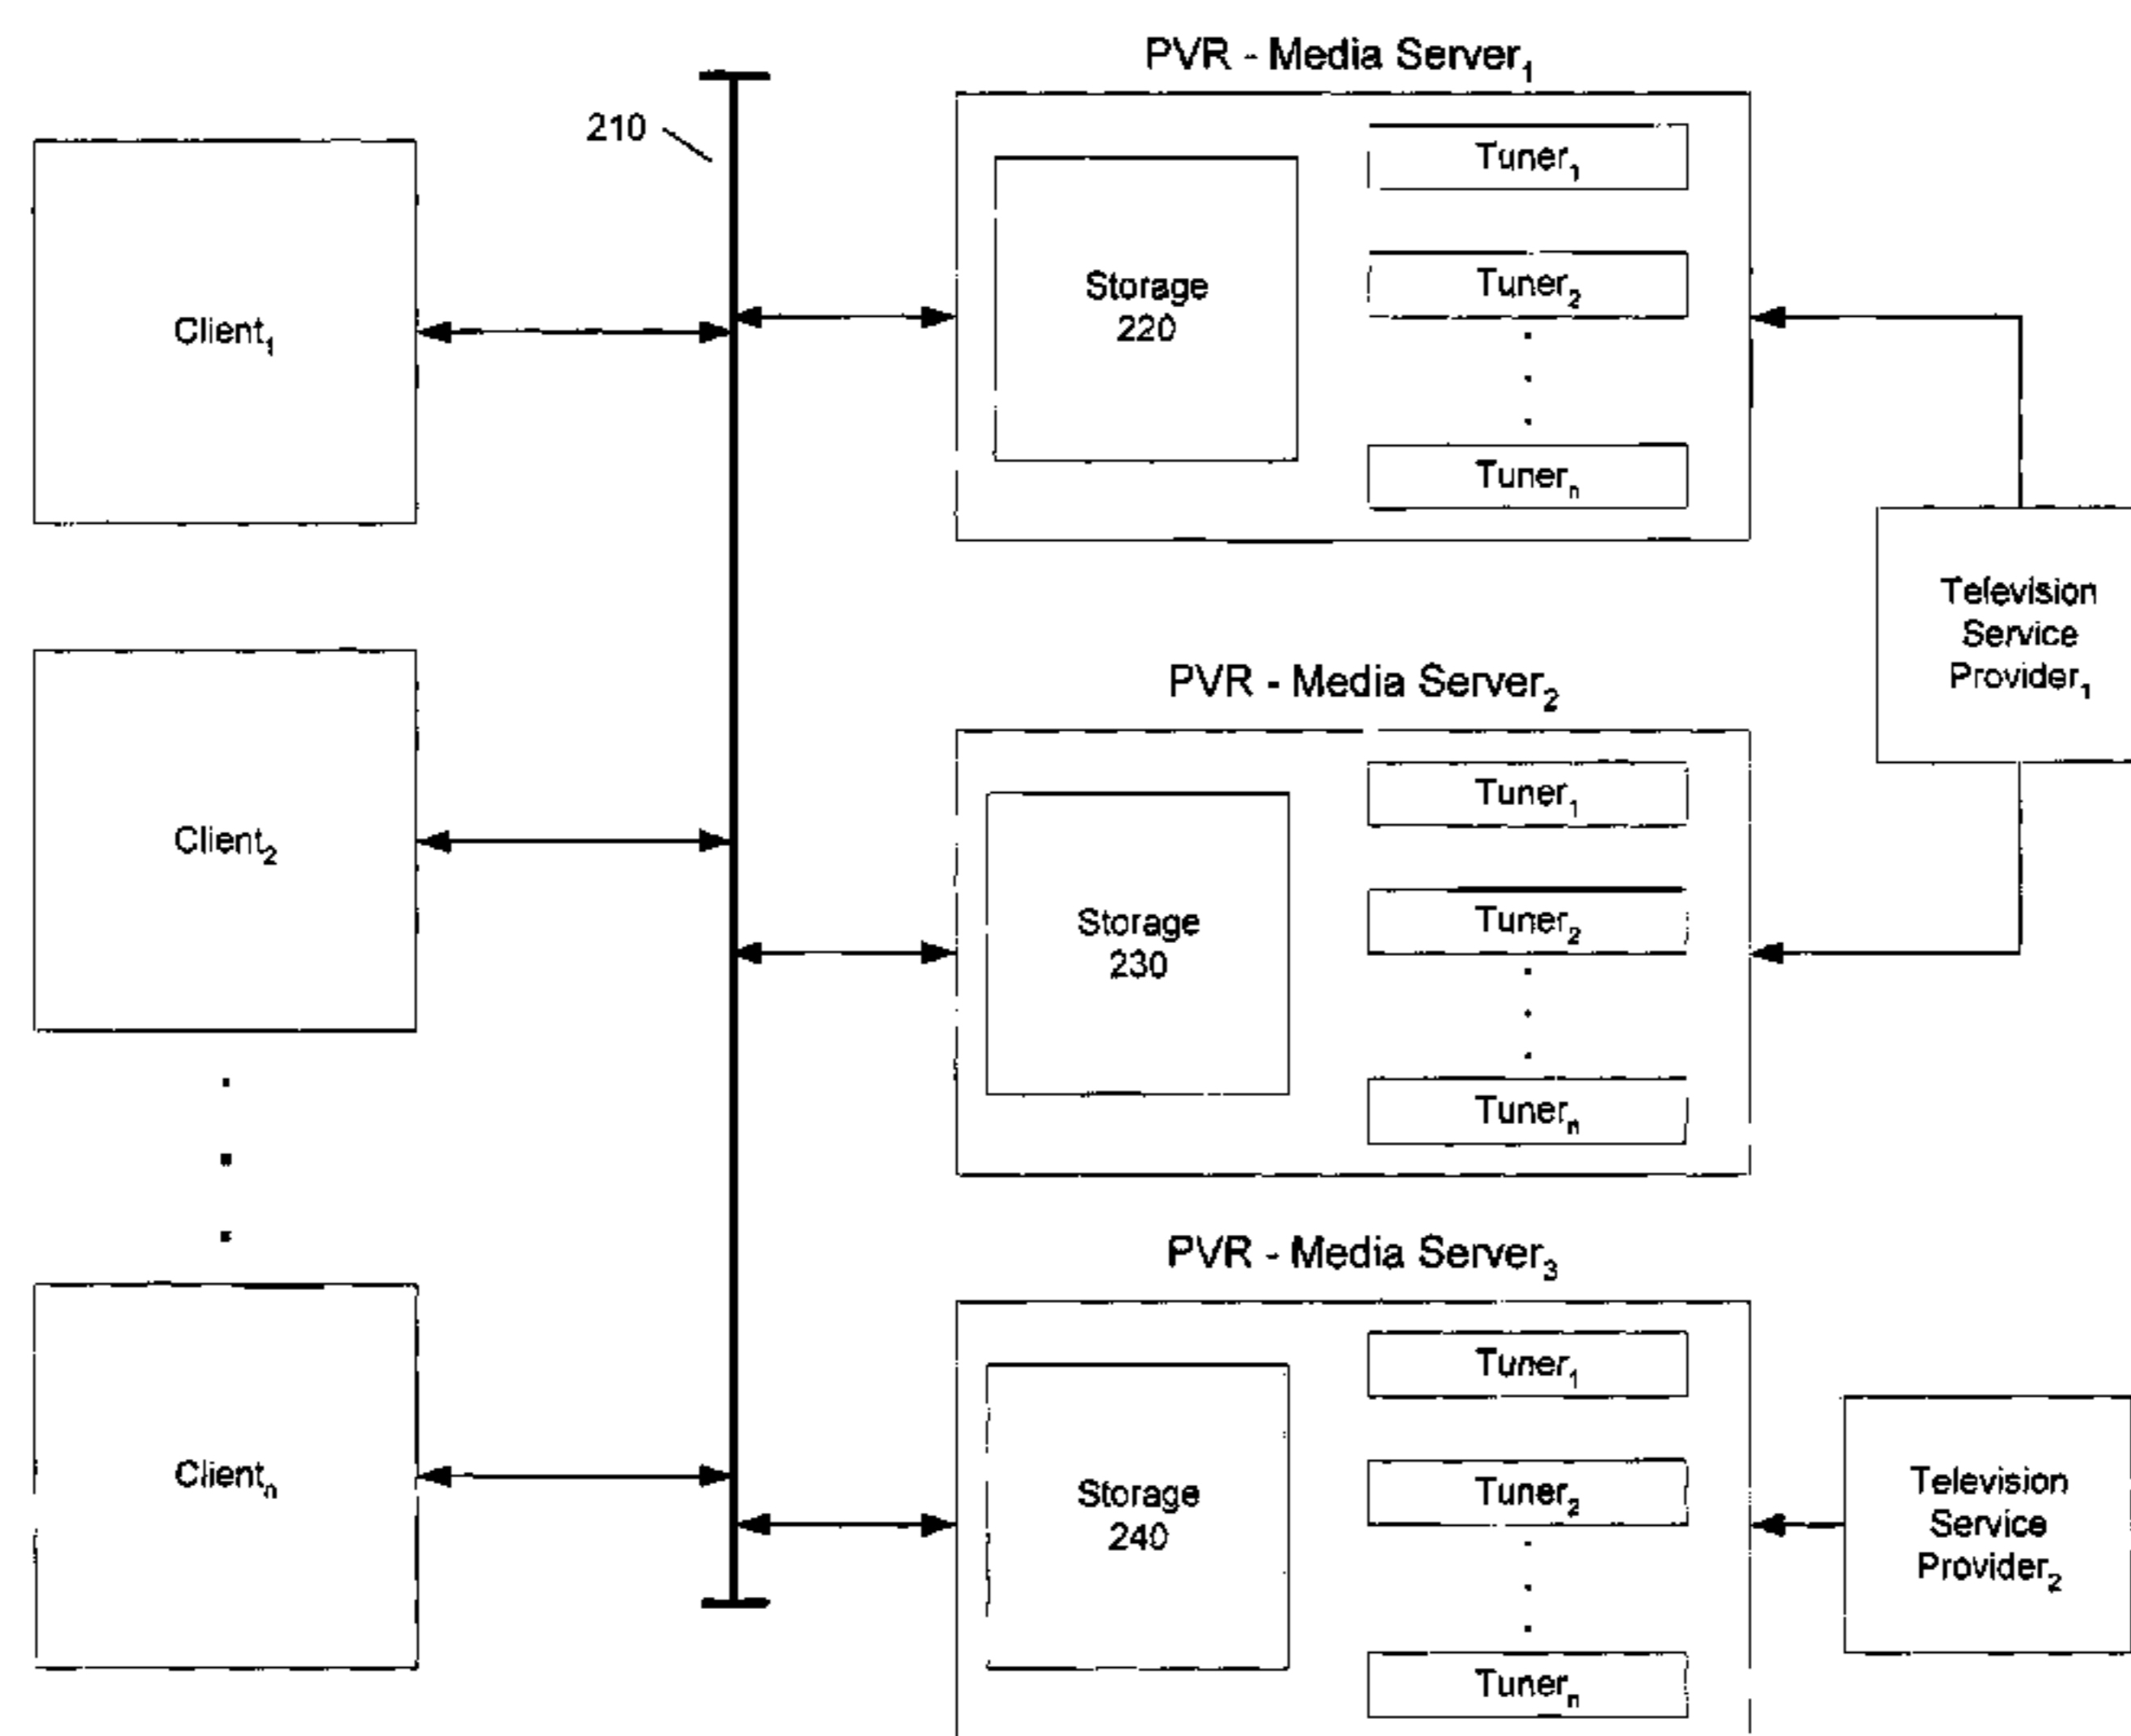 PVR - Media Server₁
210
Client₁
Storage
220
Tuner₁
Tuner₂
Tunerₙ
Television
Service
Provider₁
PVR - Media Server₂
Client₂
Storage
230
Tuner₁
Tuner₂
Tunerₙ
PVR - Media Server₃
Clientₙ
Storage
240
Tuner₁
Tuner₂
Tunerₙ
Television
Service
Provider₂